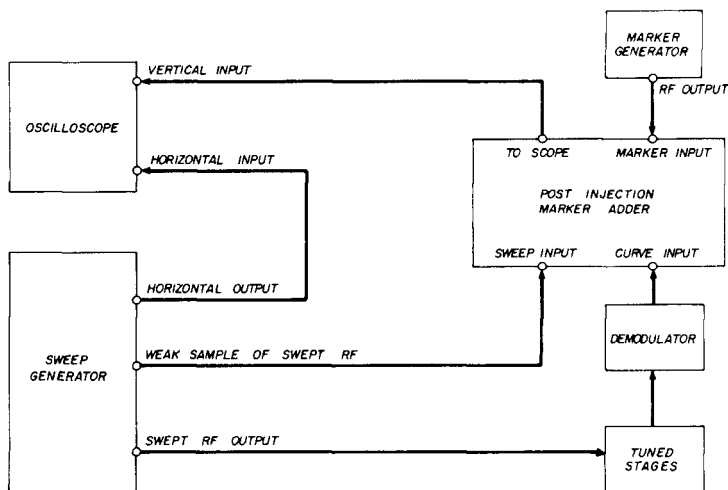 MARKER
GENERATOR
RF OUTPUT
VERTICAL INPUT
OSCILLOSCOPE
HORIZONTAL INPUT
TO SCOPE
MARKER INPUT
POST INJECTION
MARKER ADDER
SWEEP INPUT
CURVE INPUT
HORIZONTAL OUTPUT
SWEEP
GENERATOR
WEAK SAMPLE OF SWEPT RF
DEMODULATOR
SWEPT RF OUTPUT
TUNED
STAGES